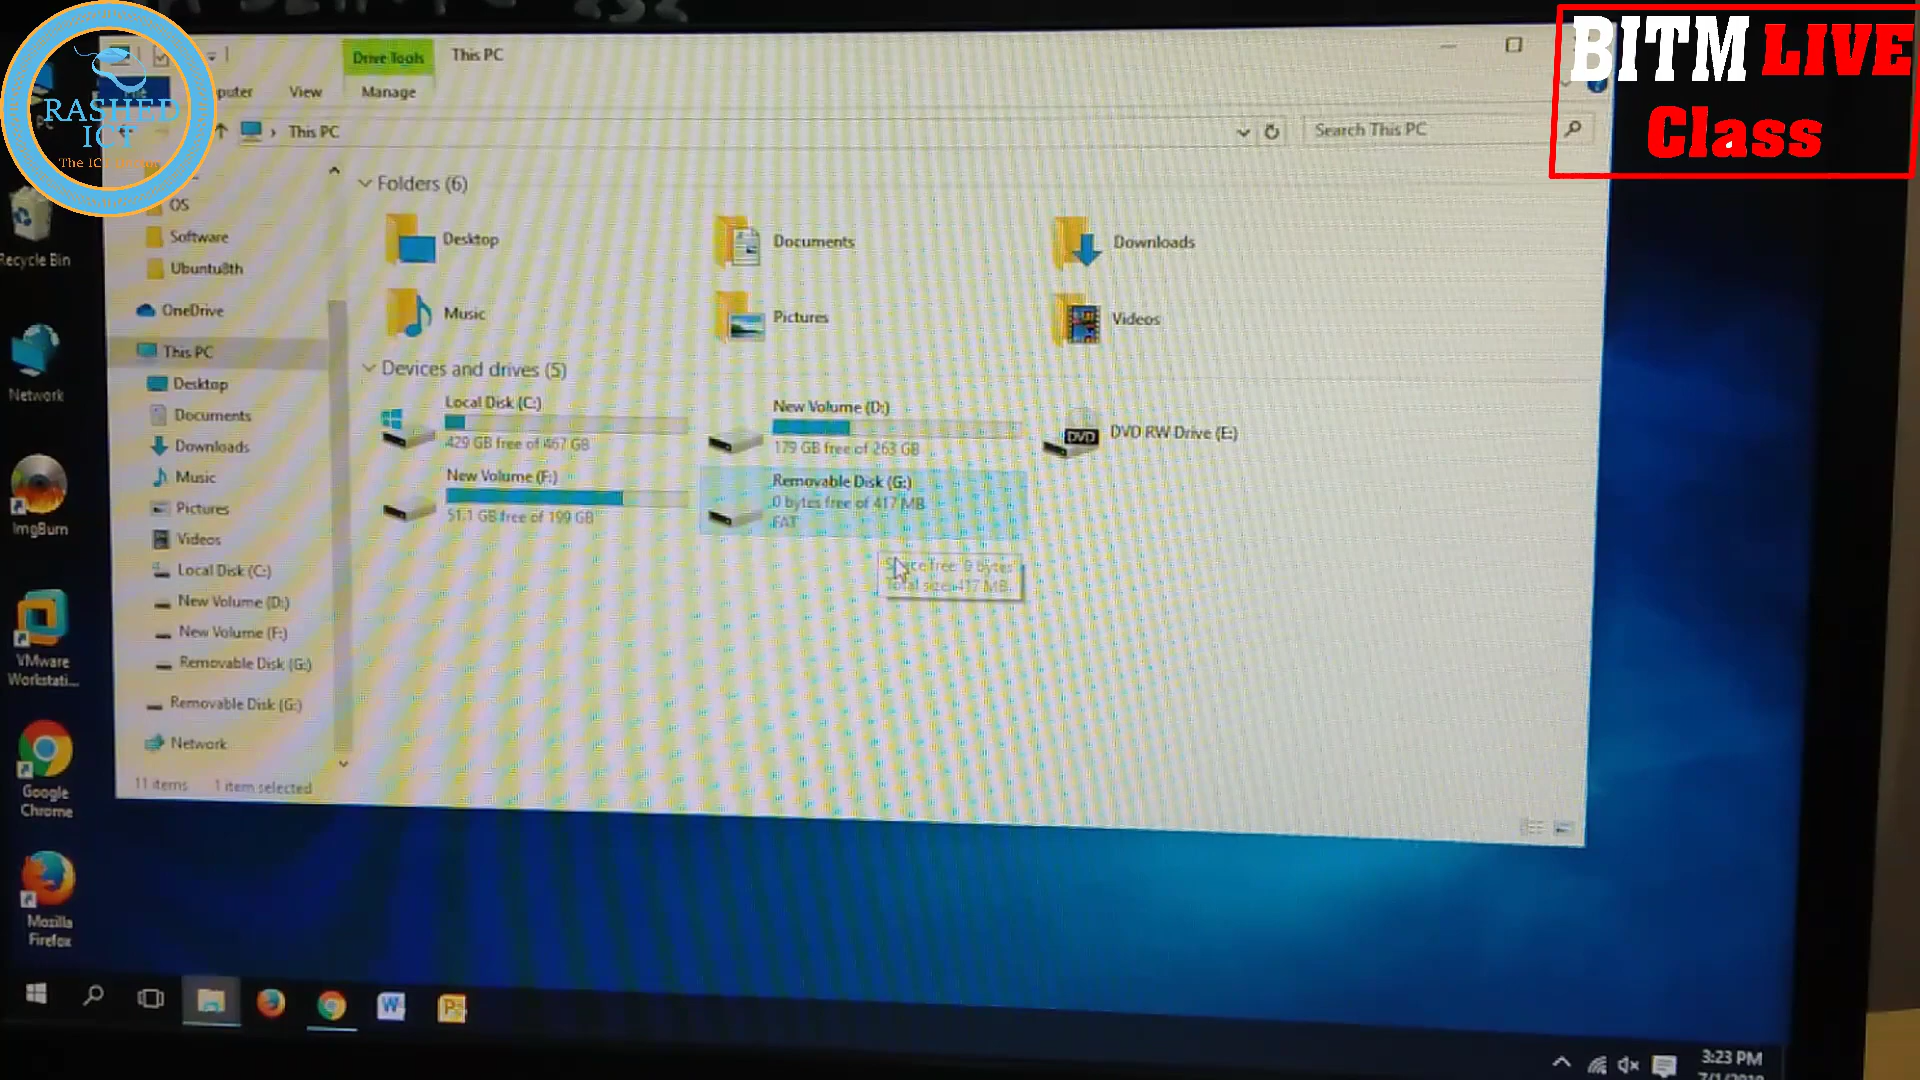 RASHED
ICT
BITM LIVE
Class
Drive Tools
This PC
View
Manage
This PC
Search This PC
OS
Software
Ubuntu8th
OneDrive
This PC
Desktop
Documents
Downloads
Music
Pictures
Videos
Local Disk (C:)
New Volume (D:)
New Volume (F:)
Removable Disk (G:)
Removable Disk (G:)
Network
11 items
1 item selected
Folders (6)
Desktop
Documents
Downloads
Music
Pictures
Videos
Devices and drives (5)
Local Disk (C:)
429 GB free of 467 GB
New Volume (D:)
179 GB free of 263 GB
DVD
DVD RW Drive (E:)
New Volume (F:)
51.1 GB free of 199 GB
Removable Disk (G:)
0 bytes free of 417 MB
FAT
free: 0 bytes
Total size: 417 MB
Recycle Bin
Network
ImgBurn
VMware
Workstati...
Google
Chrome
Mozilla
Firefox
3:23 PM